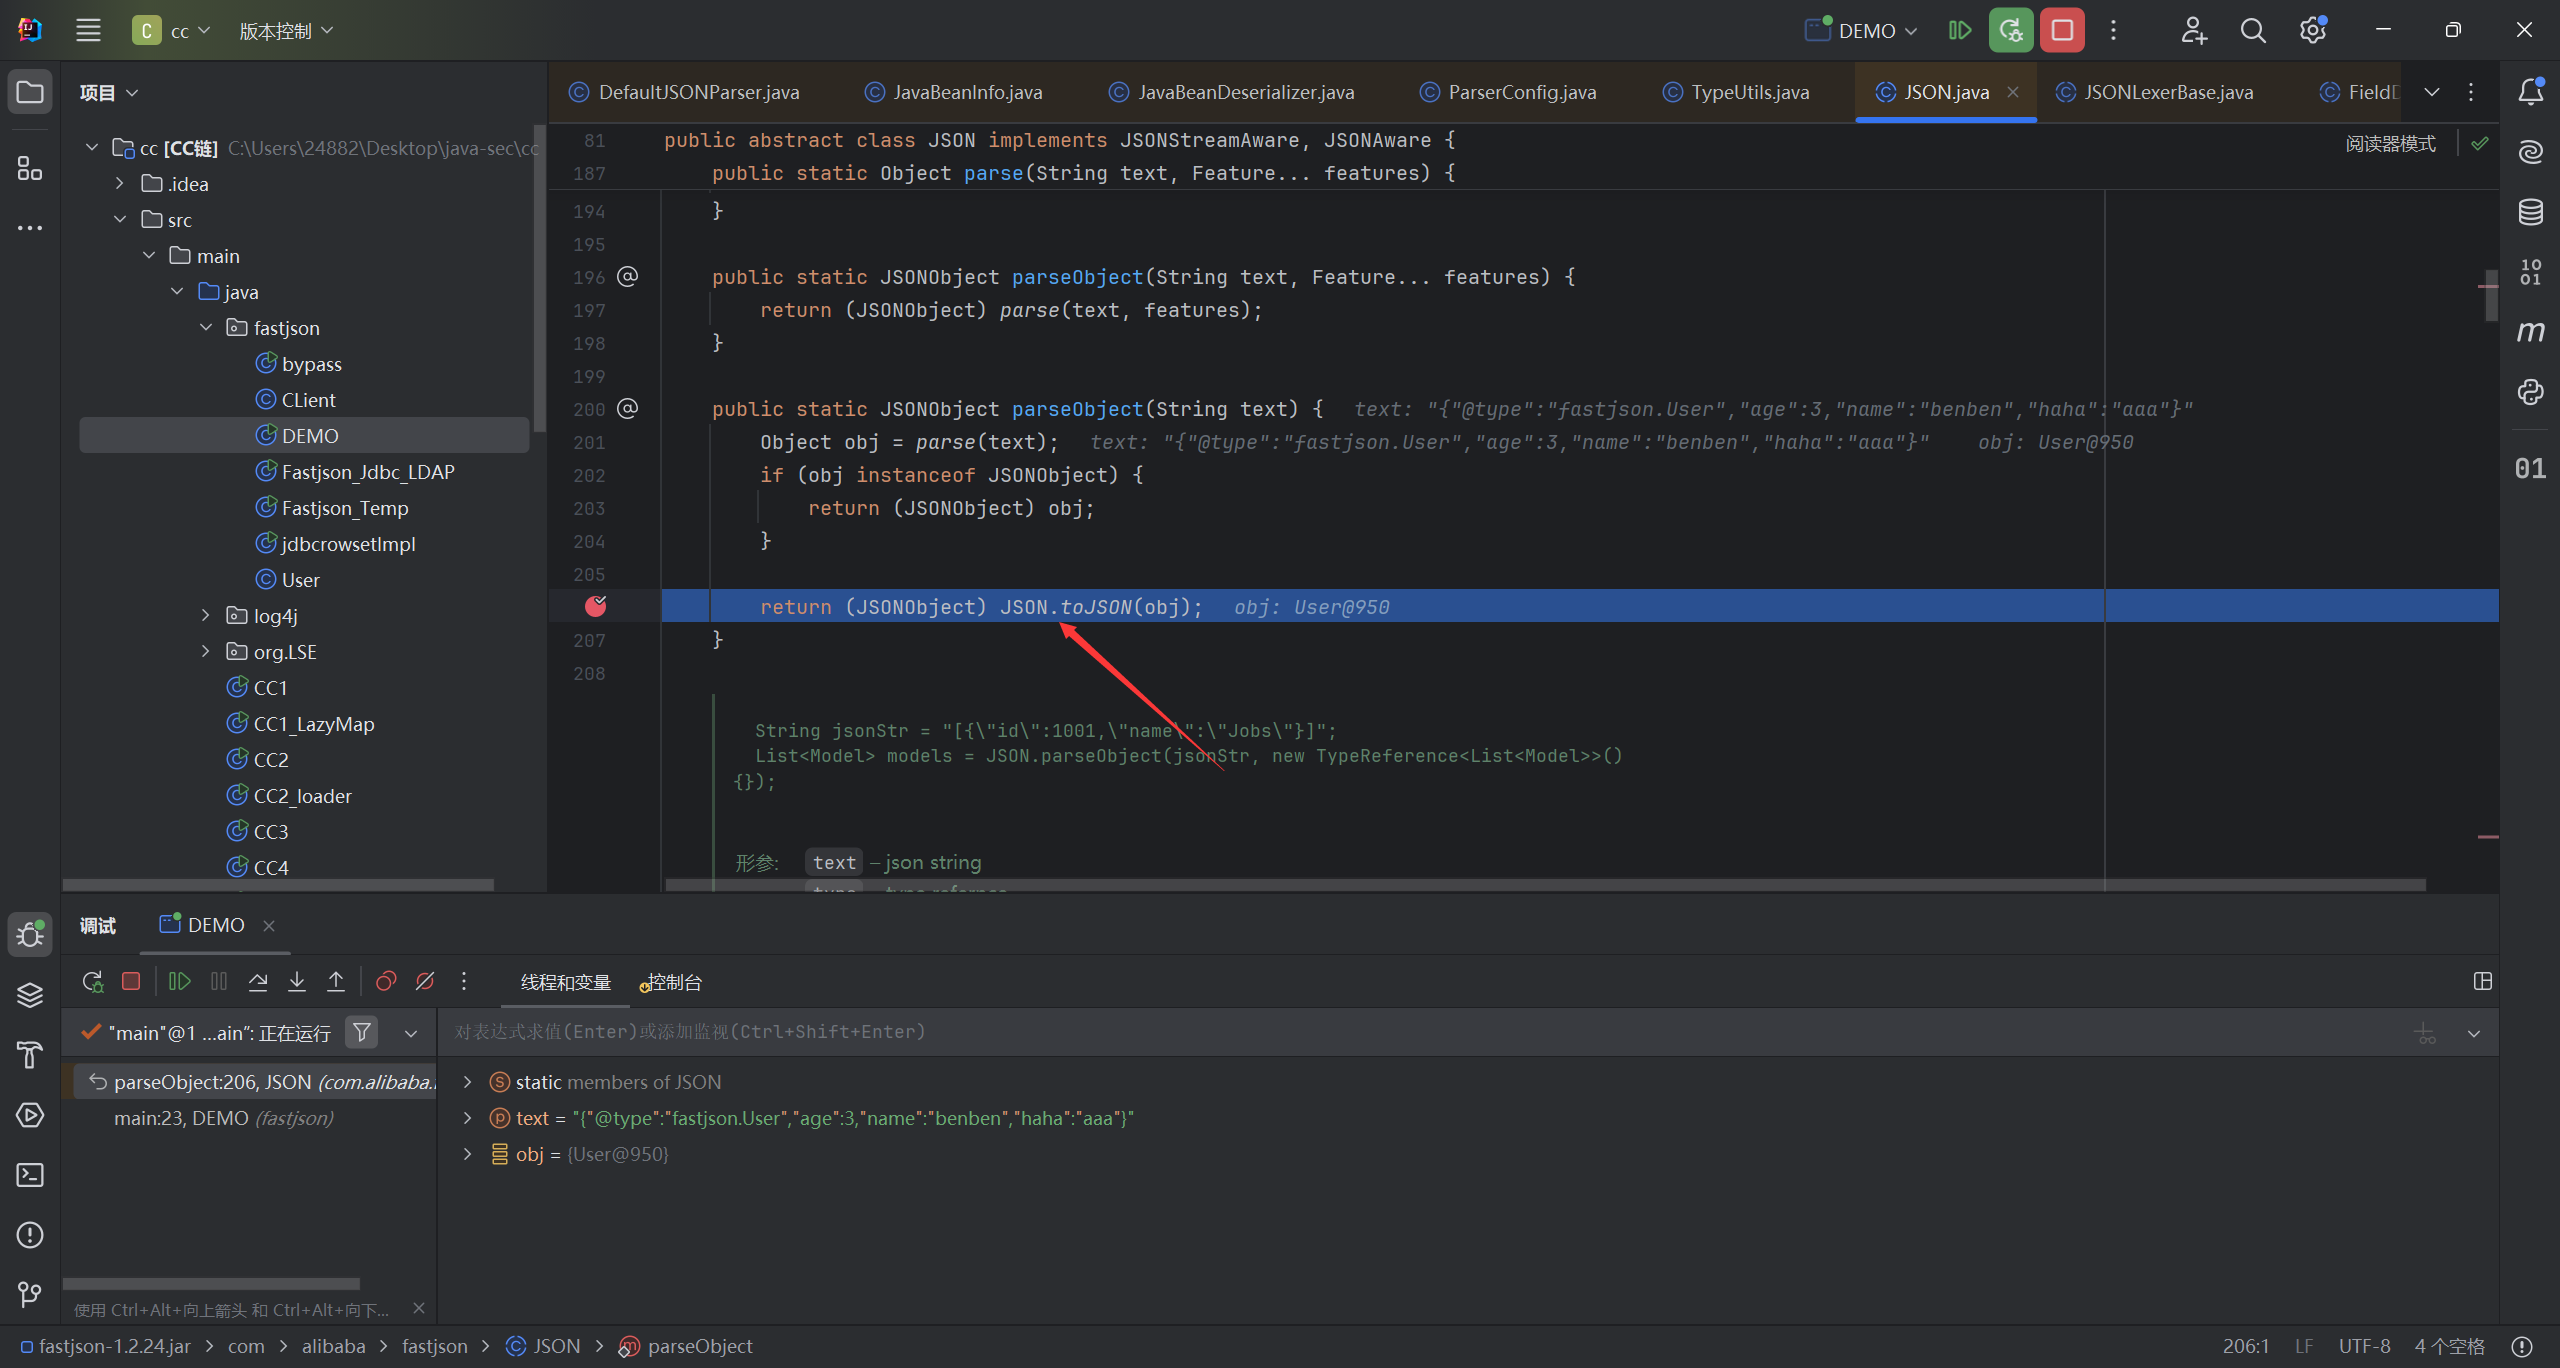 C cc 版本控制 DEMO
项目
DefaultJSONParser.java JavaBeanInfo.java JavaBeanDeserializer.java ParserConfig.java TypeUtils.java JSON.java JSONLexerBase.java FieldD
cc [CC链] C:\Users\24882\Desktop\java-sec\cc
.idea
src
main
java
fastjson
bypass
CLient
DEMO
Fastjson_Jdbc_LDAP
Fastjson_Temp
jdbcrowsetImpl
User
log4j
org.LSE
CC1
CC1_LazyMap
CC2
CC2_loader
CC3
CC4
阅读器模式
81 public abstract class JSON implements JSONStreamAware, JSONAware {
187 public static Object parse(String text, Feature... features) {
194 }
195
196 @ public static JSONObject parseObject(String text, Feature... features) {
197 return (JSONObject) parse(text, features);
198 }
199
200 @ public static JSONObject parseObject(String text) { text: "{"@type":"fastjson.User","age":3,"name":"benben","haha":"aaa"}"
201 Object obj = parse(text); text: "{"@type":"fastjson.User","age":3,"name":"benben","haha":"aaa"}" obj: User@950
202 if (obj instanceof JSONObject) {
203 return (JSONObject) obj;
204 }
205
return (JSONObject) JSON.toJSON(obj); obj: User@950
207 }
208
String jsonStr = "[{\"id\":1001,\"name\":\"Jobs\"}]";
List<Model> models = JSON.parseObject(jsonStr, new TypeReference<List<Model>>()
{});
形参: text – json string
10
01
m
01
调试 DEMO
线程和变量 控制台
"main"@1 ...ain": 正在运行
对表达式求值(Enter)或添加监视(Ctrl+Shift+Enter)
parseObject:206, JSON (com.alibaba.
main:23, DEMO (fastjson)
static members of JSON
text = "{"@type":"fastjson.User","age":3,"name":"benben","haha":"aaa"}"
obj = {User@950}
使用 Ctrl+Alt+向上箭头 和 Ctrl+Alt+向下...
fastjson-1.2.24.jar com alibaba fastjson JSON parseObject
206:1 LF UTF-8 4 个空格